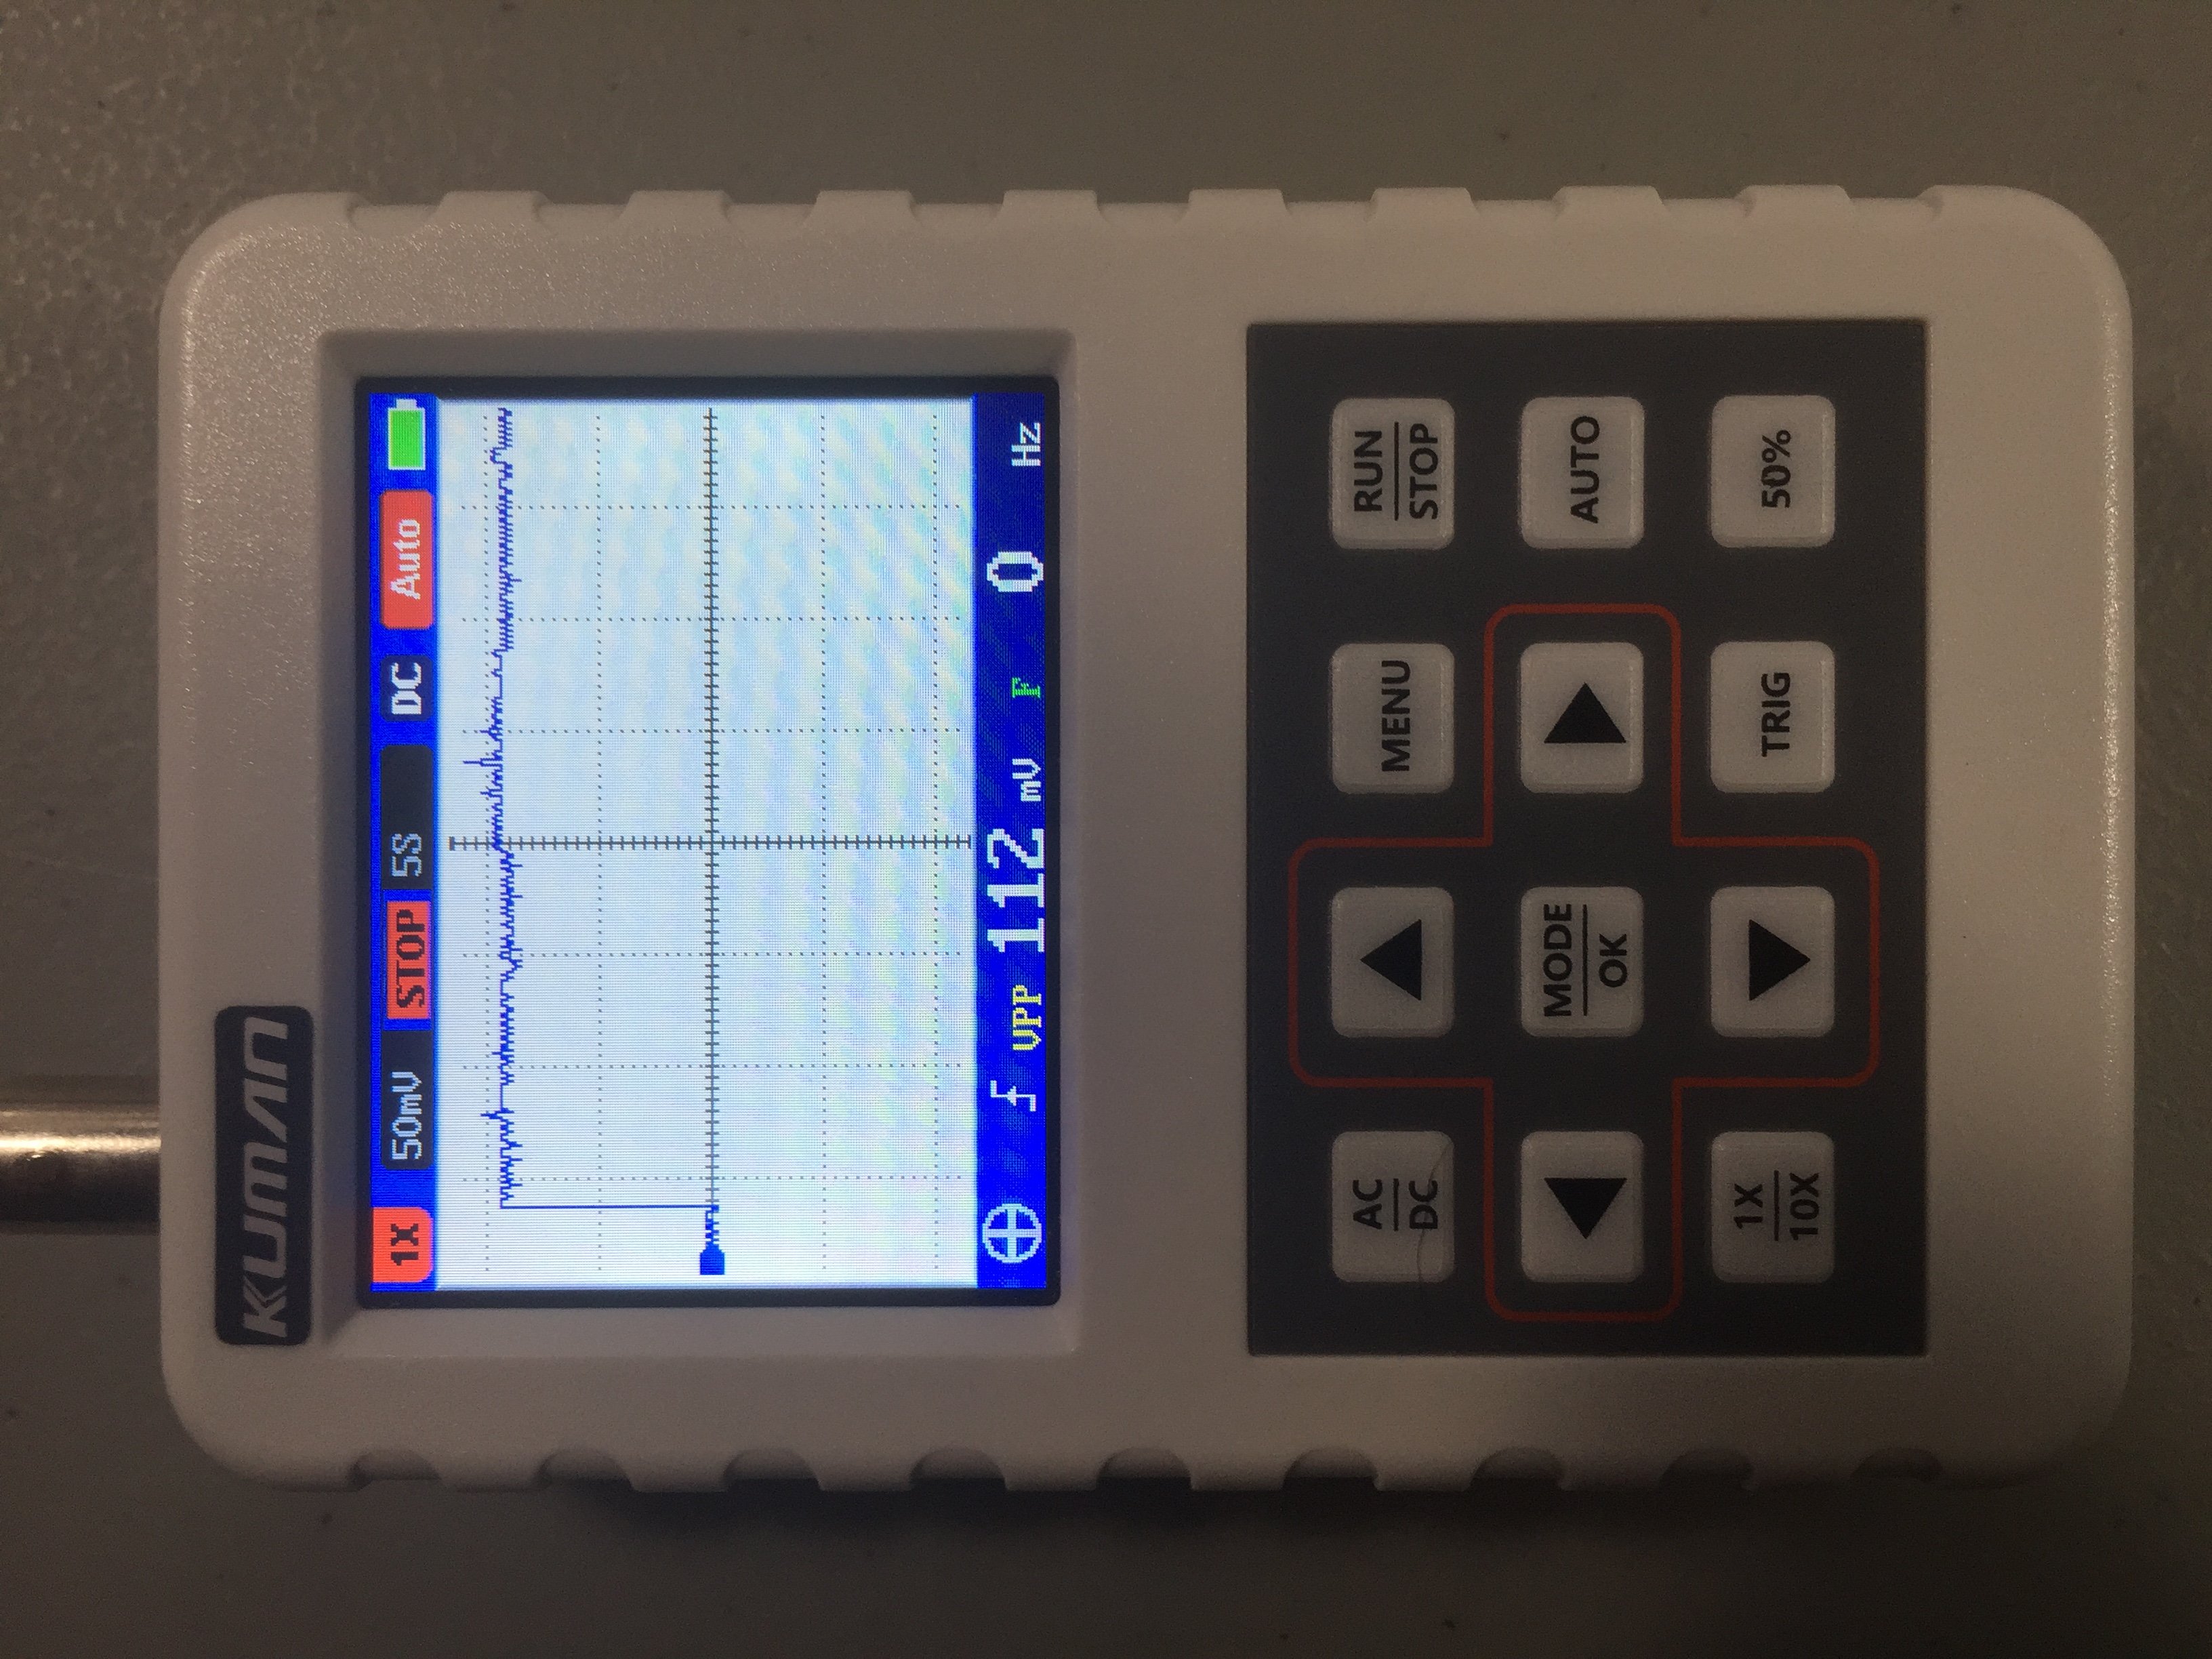 KUMAN
1X 50mV STOP 5S DC Auto
VPP 112 mV F 0 Hz
AC
DC
MENU
RUN
STOP
MODE
OK
AUTO
1X
10X
TRIG
50%